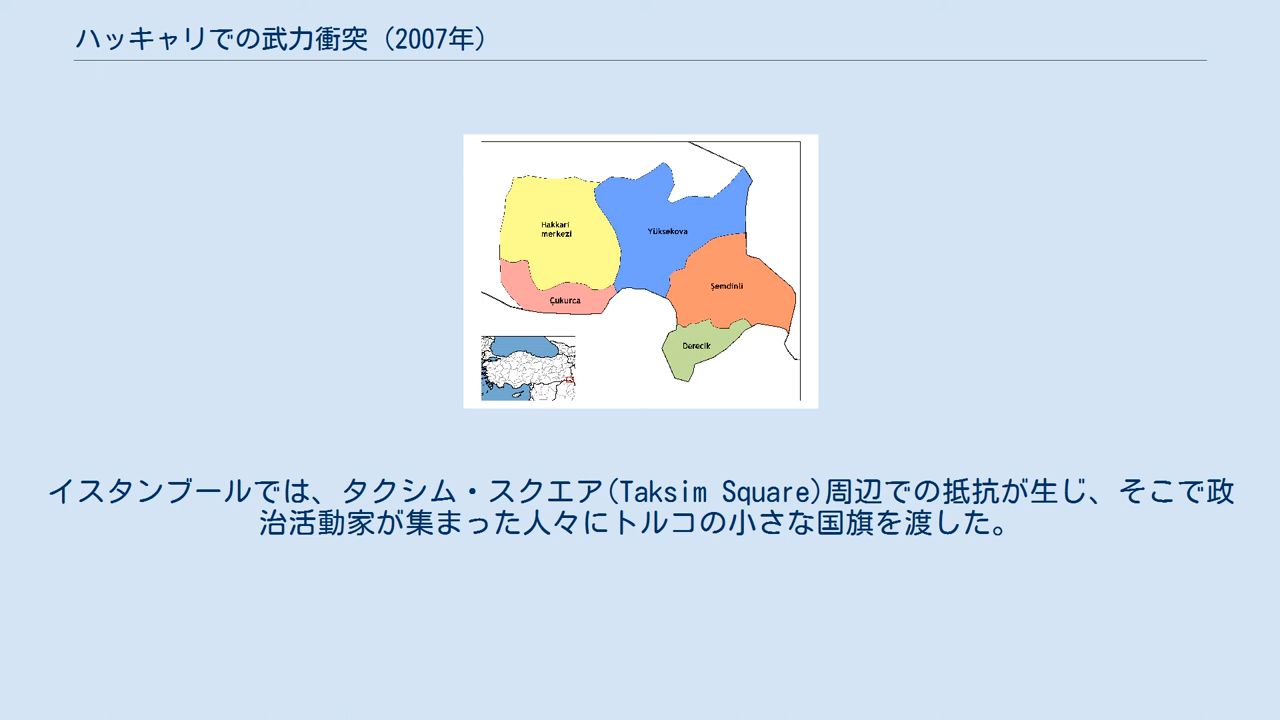 ハッキャリでの武力衝突（2007年）
Hakkari
merkezi
Yüksekova
Şemdinli
Çukurca
Derecik
イスタンブールでは、タクシム・スクエア(Taksim Square)周辺での抵抗が生じ、そこで政
治活動家が集まった人々にトルコの小さな国旗を渡した。